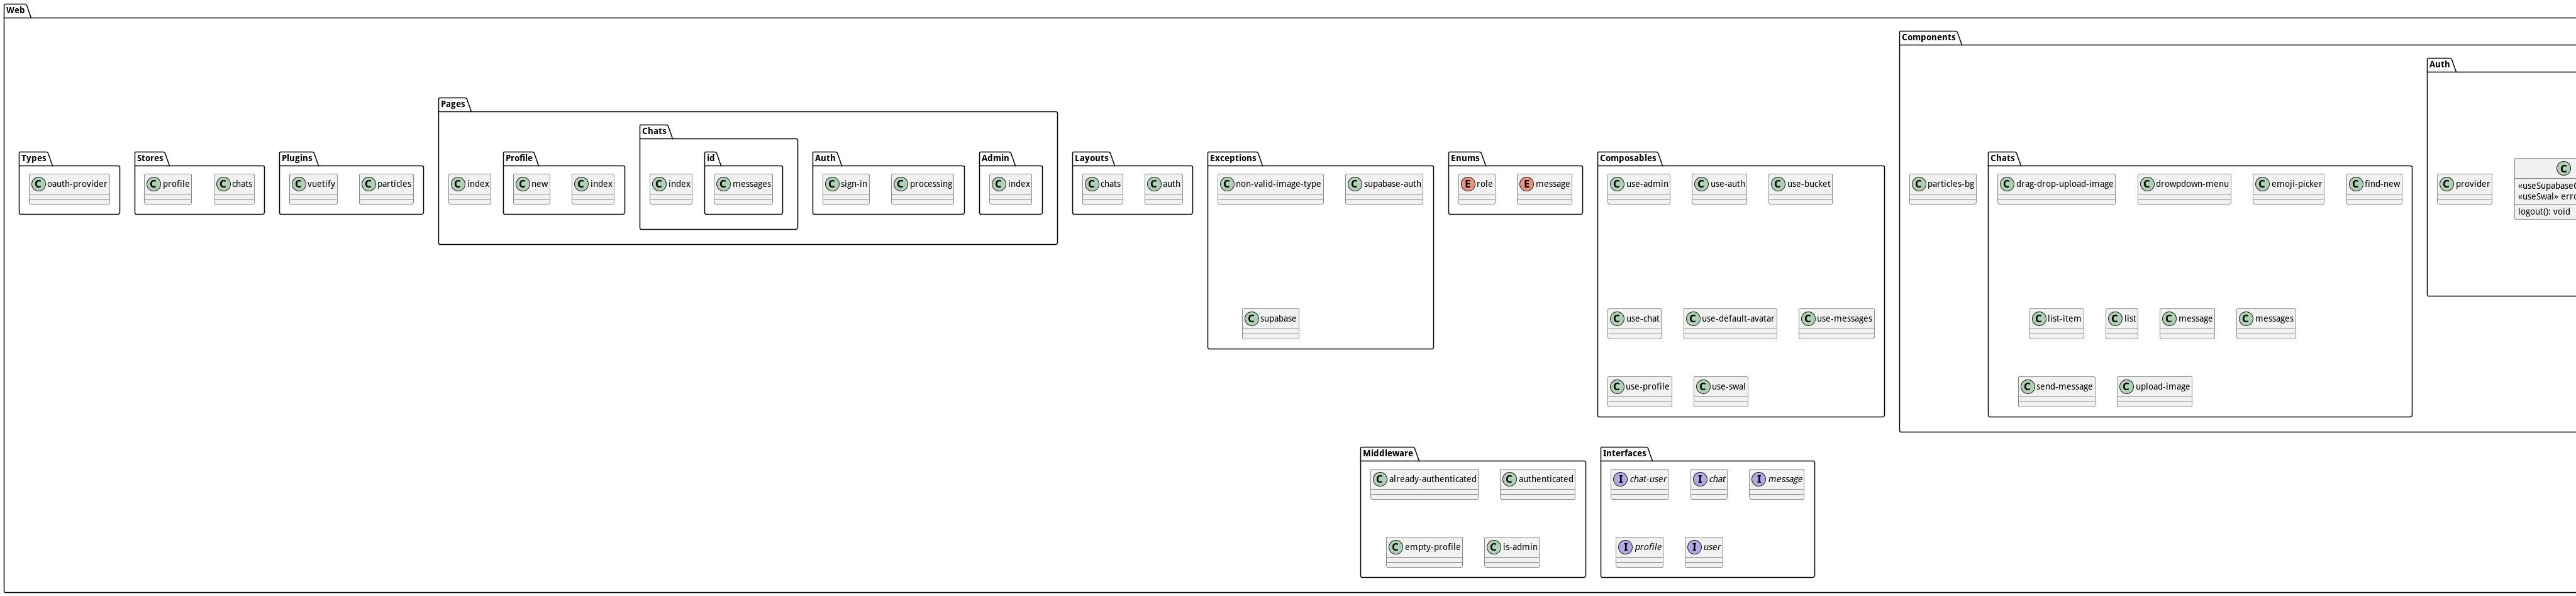 Web
Components
Auth
Pages
Chats
Types
Stores
Plugins
Profile
id
Auth
Admin
Layouts
Exceptions
Enums
Composables
Chats
C oauth-provider
C profile
C chats
C vuetify
C particles
C index
C new
C index
C index
C messages
C sign-in
C processing
C index
C chats
C auth
C non-valid-image-type
C supabase-auth
E role
E message
C use-admin
C use-auth
C use-bucket
C particles-bg
C drag-drop-upload-image
C drowpdown-menu
C emoji-picker
C find-new
C provider
C
«useSupabase
«useSwal» erro
logout(): void
C supabase
C use-chat
C use-default-avatar
C use-messages
C list-item
C list
C message
C messages
C use-profile
C use-swal
C send-message
C upload-image
Middleware
Interfaces
C already-authenticated
C authenticated
I chat-user
I chat
I message
C empty-profile
C is-admin
I profile
I user